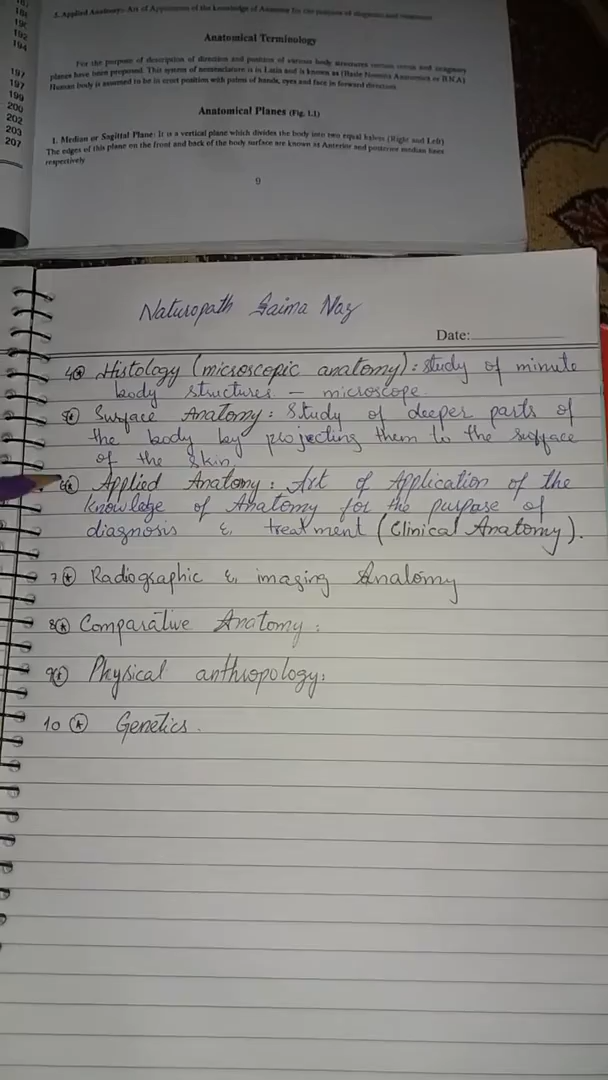 197
199
200
202
203
207
5. Applied Anatomy:- Art of Application of the knowledge of Anatomy for the purpose of diagnosis and treatment
Anatomical Terminology
For the purpose of description of direction and position of various body structures various terms and imaginary
planes have been proposed. This system of nomenclature is in Latin and is known as (Basle Nomina Anatomica or BNA)
Human body is assumed to be in erect position with palms of hands, eyes and face in forward direction.
Anatomical Planes (Fig. 1.1)
1. Median or Sagittal Plane: It is a vertical plane which divides the body into two equal halves (Right and Left)
The edges of this plane on the front and back of the body surface are known as Anterior and posterior median lines
respectively
9
Naturopath Saima Naz
Date:
4 Histology (microscopic anatomy): study of minute
body structures - microscope.
5 Surface Anatomy: Study of deeper parts of
the body by projecting them to the surface
of the skin
6 Applied Anatomy: Art of Application of the
knowledge of Anatomy for the purpose of
diagnosis & treatment (Clinical Anatomy).
7 Radiographic & imaging Anatomy
8 Comparative Anatomy:
9 Physical anthropology:
10 Genetics.